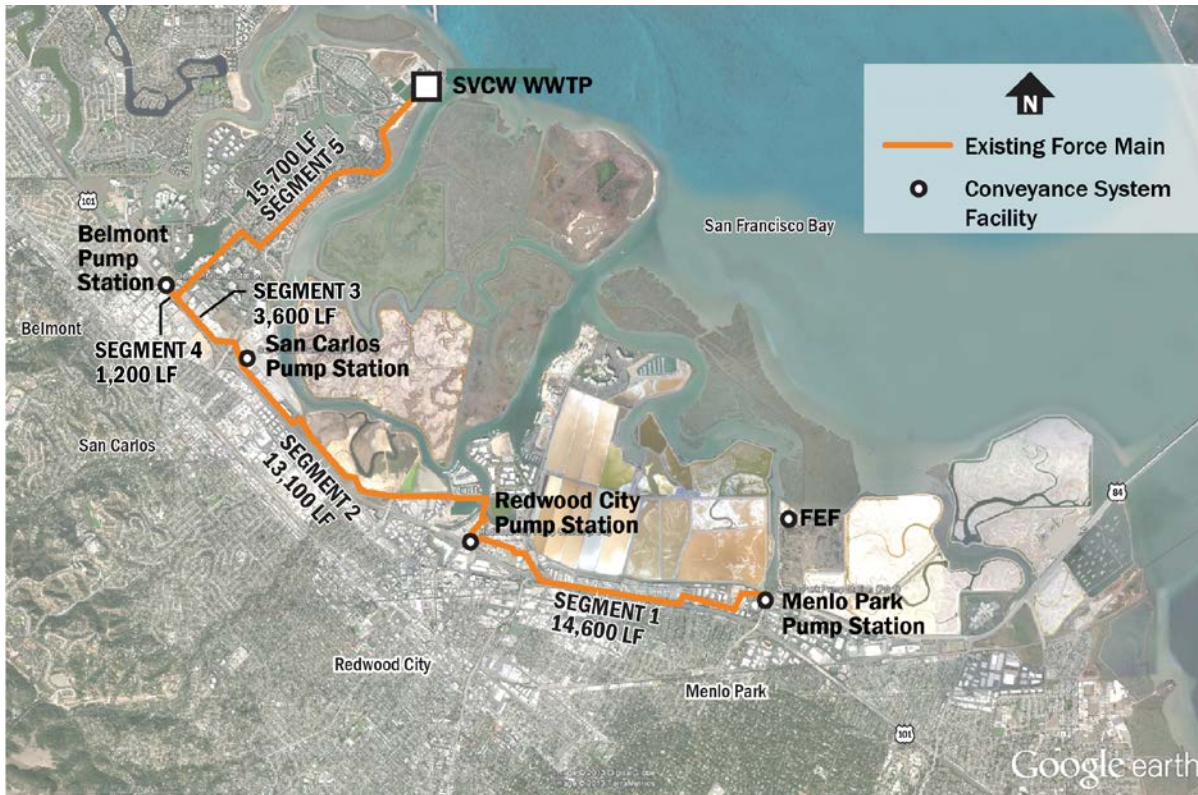 SVCW WWTP
N
Existing Force Main
Conveyance System
Facility
15,700 LF
SEGMENT 5
101
Belmont
Pump
Station
San Francisco Bay
SEGMENT 3
3,600 LF
Belmont
SEGMENT 4
1,200 LF
San Carlos
Pump Station
San Carlos
SEGMENT 2
13,100 LF
Redwood City
Pump Station
84
FEF
SEGMENT 1
14,600 LF
Menlo Park
Pump Station
Redwood City
Menlo Park
101
Google earth